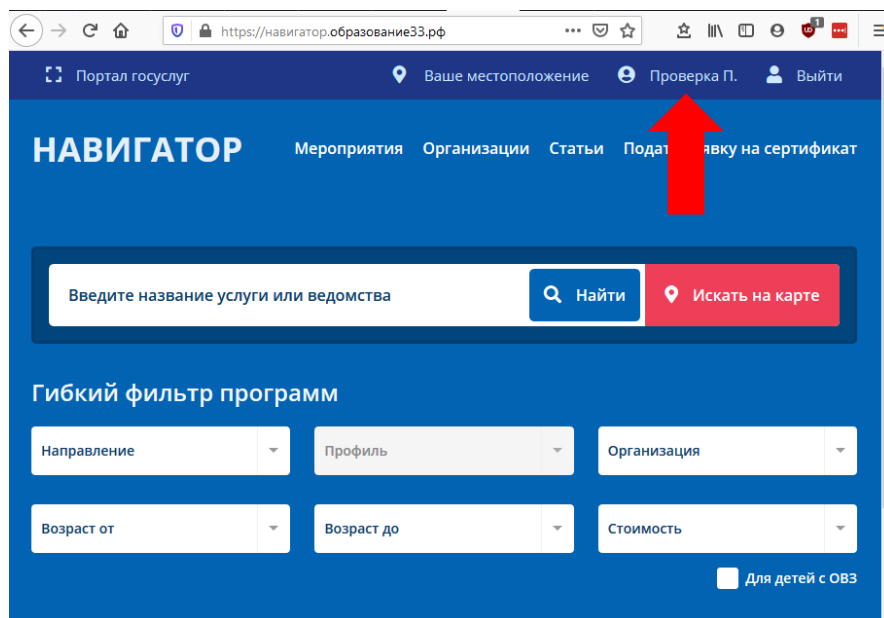 https://навигатор.образование33.рф
1
Портал госуслуг Ваше местоположение Проверка П. Выйти
НАВИГАТОР Мероприятия Организации Статьи на сертификат
Введите название услуги или ведомства Найти Искать на карте
Гибкий фильтр программ
Направление Профиль Организация
Возраст от Возраст до Стоимость
Для детей с ОВЗ